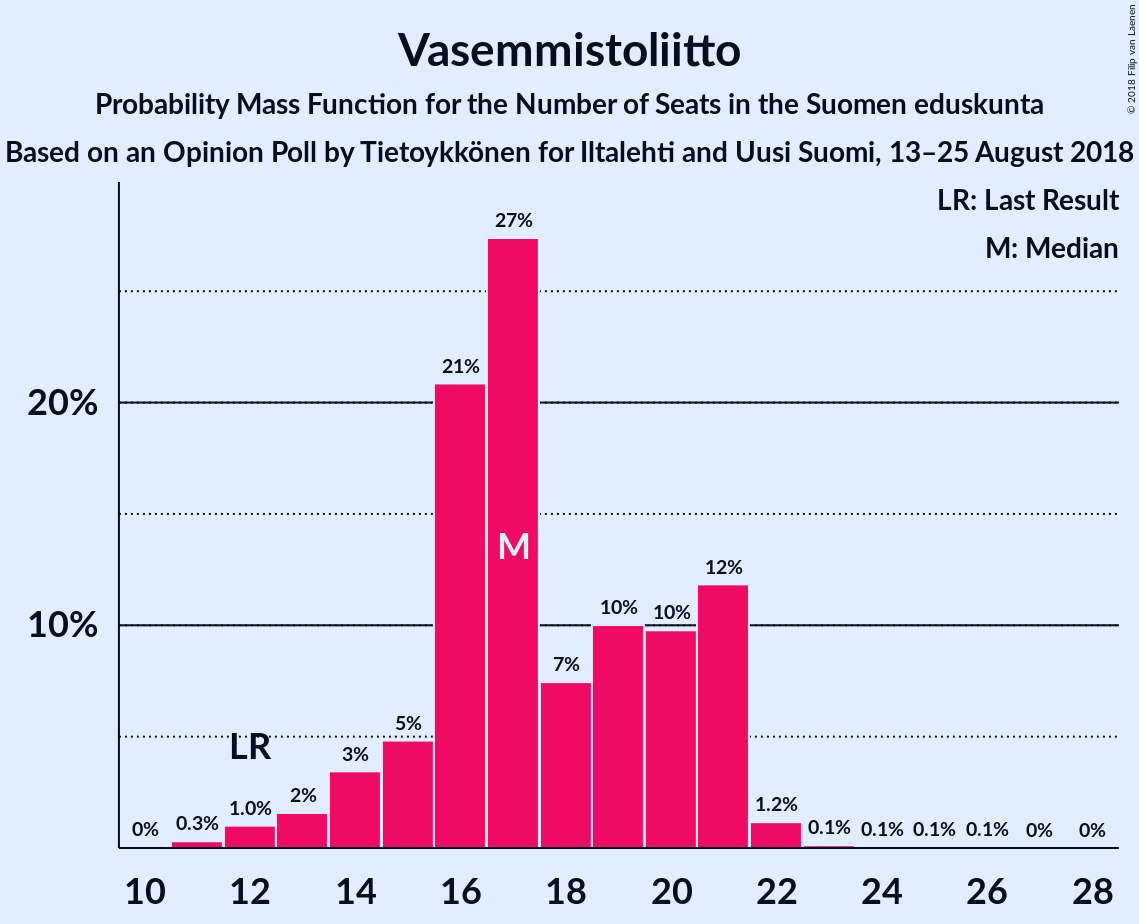 Vasemmistoliitto
Probability Mass Function for the Number of Seats in the Suomen eduskunta
Based on an Opinion Poll by Tietoykkönen for Iltalehti and Uusi Suomi, 13–25 August 2018
© 2018 Filip van Laenen
LR: Last Result
M: Median
27%
21%
20%
M
12%
10% 10%
10%
7%
5%
LR
3%
2%
1.0% 1.2%
0% 0.3% 0.1% 0.1% 0.1% 0.1% 0% 0%
10 12 14 16 18 20 22 24 26 28